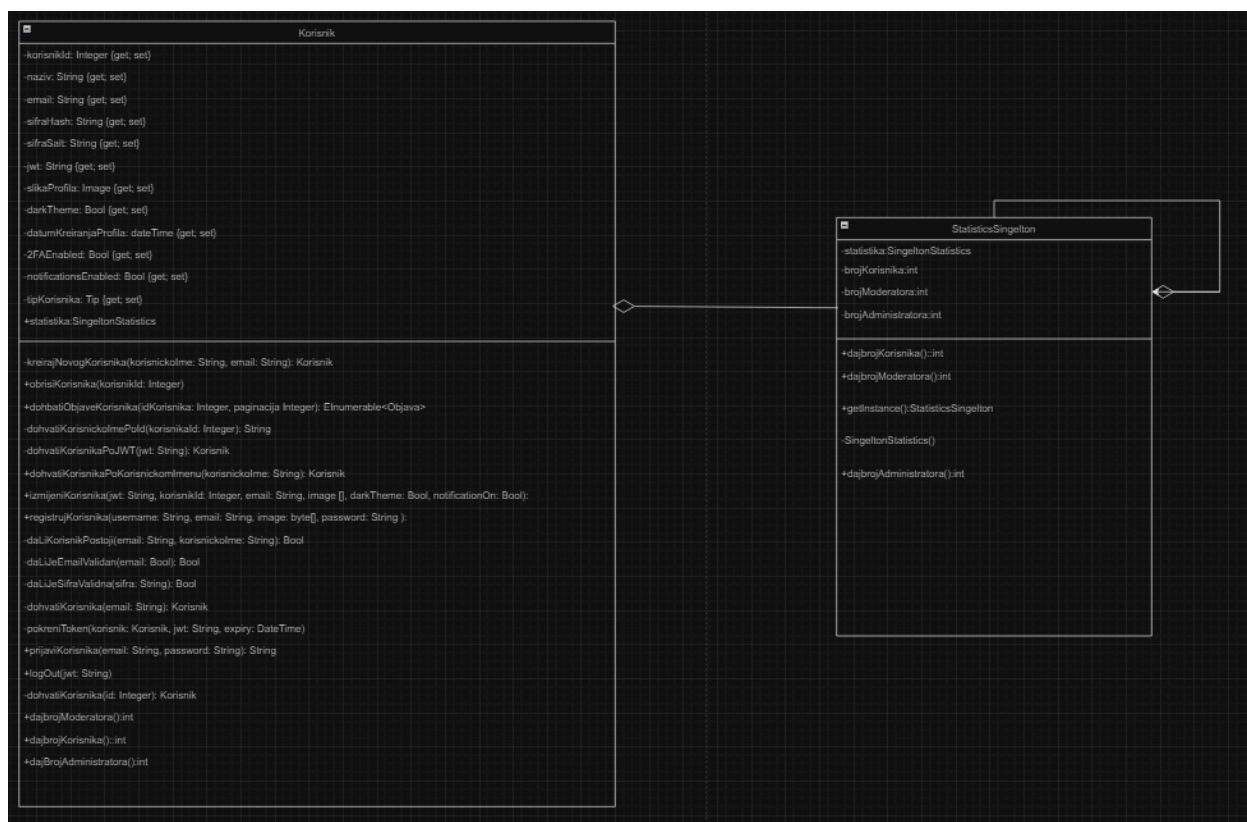 Korisnik
-korisnikId: Integer {get; set}
-naziv: String {get; set}
-email: String {get; set}
-sifraHash: String {get; set}
-sifraSalt: String {get; set}
-jwt: String {get; set}
-slikaProfila: Image {get; set}
-darkTheme: Bool {get; set}
-datumKreiranjaProfila: dateTime {get; set}
-2FAEnabled: Bool {get; set}
-notificationsEnabled: Bool {get; set}
-tipKorisnika: Tip {get; set}
+statistika:SingeltonStatistics
-kreirajNovogKorisnika(korisnickoIme: String, email: String): Korisnik
+obrisiKorisnika(korisnikId: Integer)
+dohbatiObjaveKorisnika(idKorisnika: Integer, paginacija Integer): EInumerable<Objava>
-dohvatiKorisnickoImePoId(korisnikaId: Integer): String
-dohvatiKorisnikaPoJWT(jwt: String): Korisnik
+dohvatiKorisnikaPoKorisnickomImenu(korisnickoIme: String): Korisnik
+izmijeniKorisnika(jwt: String, korisnikId: Integer, email: String, image [], darkTheme: Bool, notificationOn: Bool):
+registrujKorisnika(username: String, email: String, image: byte[], password: String ):
-daLiKorisnikPostoji(email: String, korisnickoIme: String): Bool
-daLiJeEmailValidan(email: Bool): Bool
-daLiJeSifraValidna(sifra: String): Bool
-dohvatiKorisnika(email: String): Korisnik
-pokreniToken(korisnik: Korisnik, jwt: String, expiry: DateTime)
+prijaviKorisnika(email: String, password: String): String
+logOut(jwt: String)
-dohvatiKorisnika(id: Integer): Korisnik
+dajbrojModeratora():int
+dajbrojKorisnika()::int
+dajBrojAdministratora():int
StatisticsSingelton
-statistika:SingeltonStatistics
-brojKorisnika:int
-brojModeratora:int
-brojAdministratora:int
+dajbrojKorisnika()::int
+dajbrojModeratora():int
+getInstance():StatisticsSingelton
-SingeltonStatistics()
+dajbrojAdministratora():int